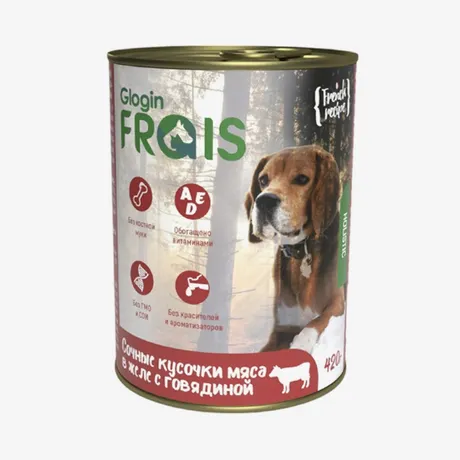 Glogin
FRAIS
{French
recipe}
HOLISTIC
A E
D
Без костной
муки
Обогащено
витаминами
Без ГМО
и СОИ
Без красителей
и ароматизаторов
Сочные кусочки мяса
в желе с говядиной
420г